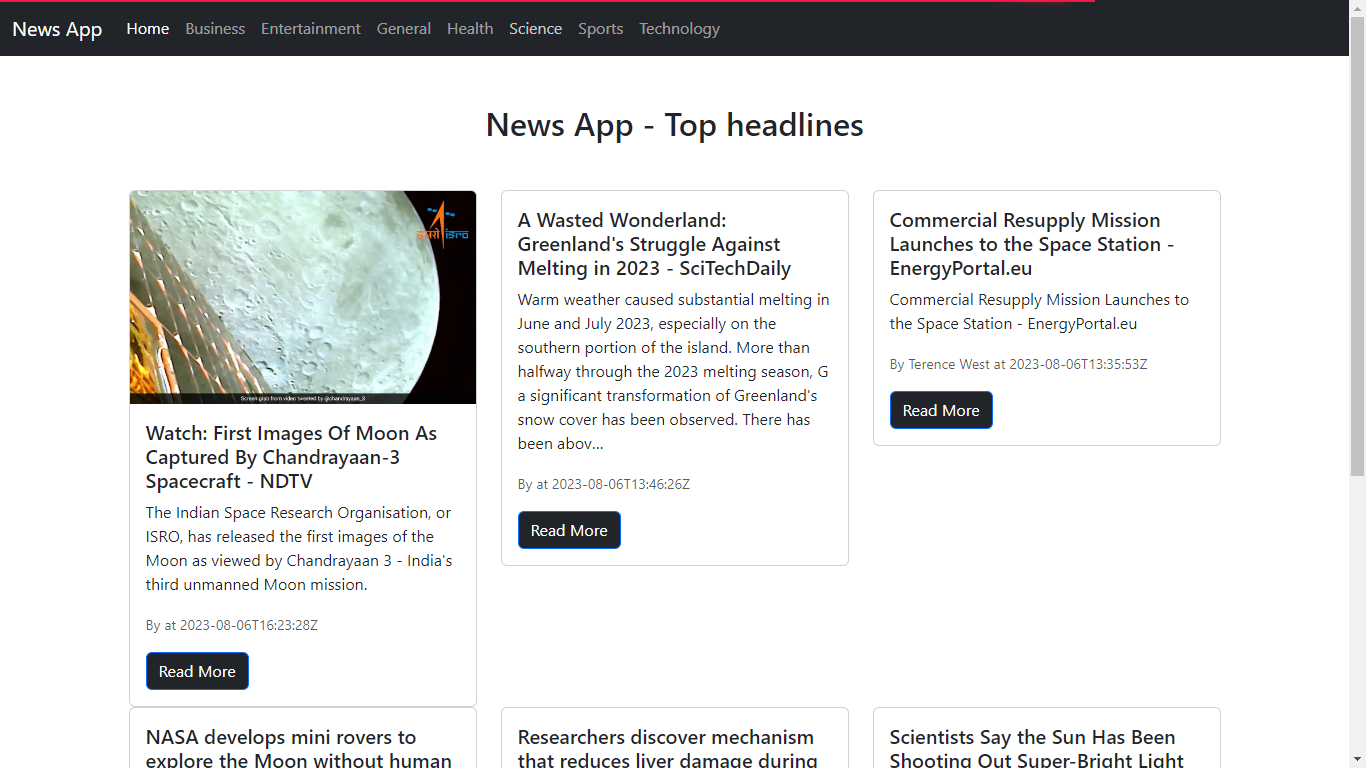 News App Home Business Entertainment General Health Science Sports Technology
News App - Top headlines
इसरो isro
Screen grab from video tweeted by @chandrayaan_3
Watch: First Images Of Moon As
Captured By Chandrayaan-3
Spacecraft - NDTV
The Indian Space Research Organisation, or
ISRO, has released the first images of the
Moon as viewed by Chandrayaan 3 - India's
third unmanned Moon mission.
By at 2023-08-06T16:23:28Z
Read More
A Wasted Wonderland:
Greenland's Struggle Against
Melting in 2023 - SciTechDaily
Warm weather caused substantial melting in
June and July 2023, especially on the
southern portion of the island. More than
halfway through the 2023 melting season, G
a significant transformation of Greenland's
snow cover has been observed. There has
been abov...
By at 2023-08-06T13:46:26Z
Read More
Commercial Resupply Mission
Launches to the Space Station -
EnergyPortal.eu
Commercial Resupply Mission Launches to
the Space Station - EnergyPortal.eu
By Terence West at 2023-08-06T13:35:53Z
Read More
NASA develops mini rovers to
explore the Moon without human
Researchers discover mechanism
that reduces liver damage during
Scientists Say the Sun Has Been
Shooting Out Super-Bright Light